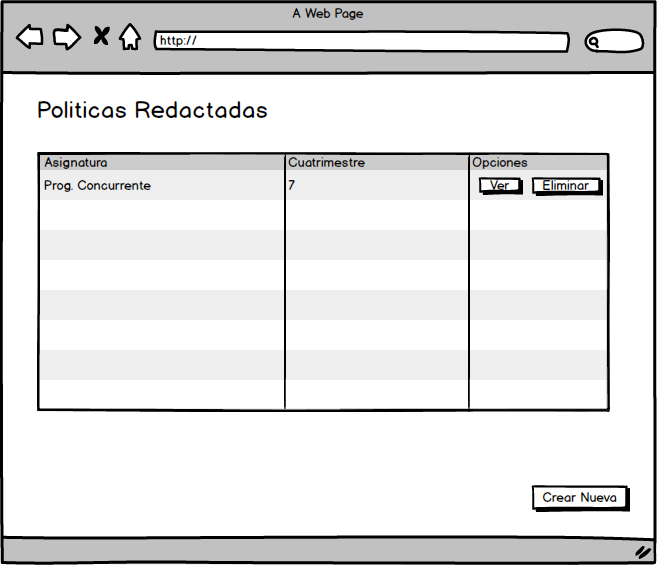 A Web Page
http://
Politicas Redactadas
Asignatura Cuatrimestre Opciones
Prog. Concurrente 7 Ver Eliminar
Crear Nueva